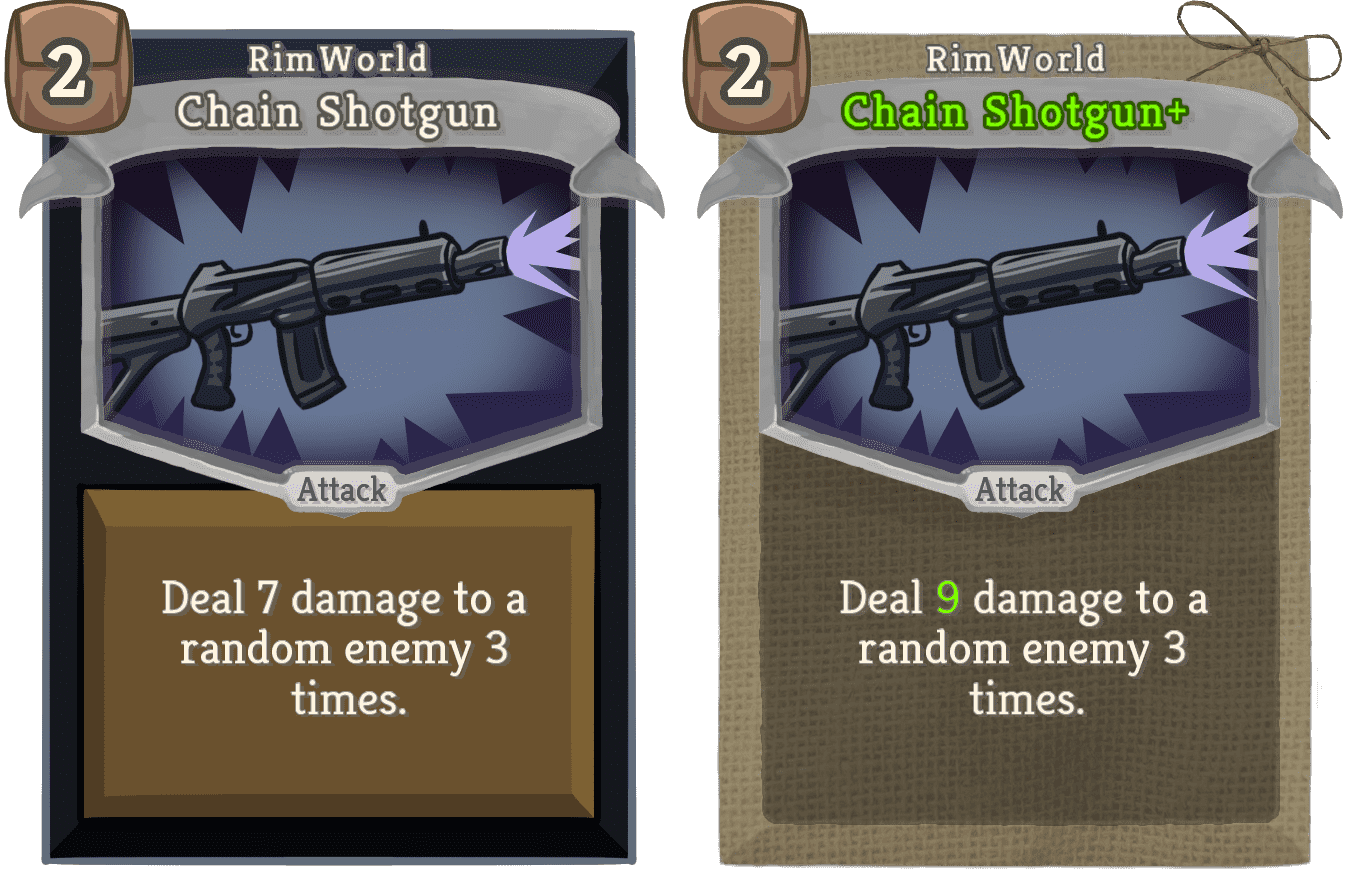 2
RimWorld
Chain Shotgun
Attack
Deal 7 damage to a
random enemy 3
times.
2
RimWorld
Chain Shotgun+
Attack
Deal 9 damage to a
random enemy 3
times.